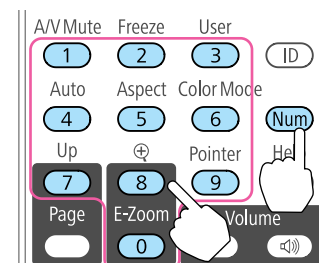 A/V Mute Freeze User
1 2 3 ID
Auto Aspect Color Mode
4 5 6 Num
Up Pointer
7 8 9
Page E-Zoom Volume
0